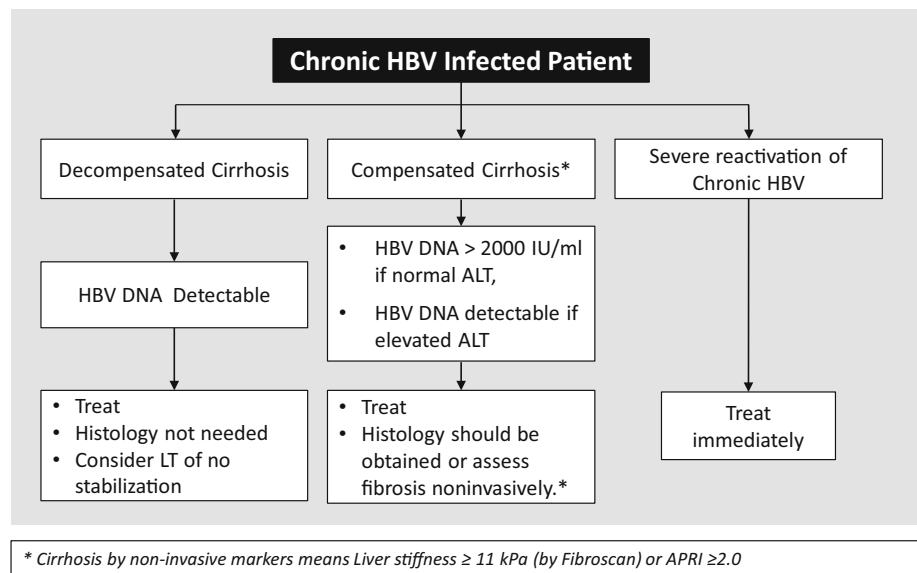 Chronic HBV Infected Patient
Decompensated Cirrhosis
Compensated Cirrhosis*
Severe reactivation of
Chronic HBV
HBV DNA Detectable
• HBV DNA > 2000 IU/ml
if normal ALT,
• HBV DNA detectable if
elevated ALT
• Treat
• Histology not needed
• Consider LT of no
stabilization
• Treat
• Histology should be
obtained or assess
fibrosis noninvasively.*
Treat
immediately
* Cirrhosis by non-invasive markers means Liver stiffness ≥ 11 kPa (by Fibroscan) or APRI ≥2.0